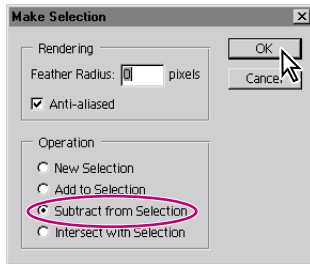 Make Selection
Rendering
OK
Feather Radius: 0 pixels
Cancel
Anti-aliased
Operation
New Selection
Add to Selection
Subtract from Selection
Intersect with Selection